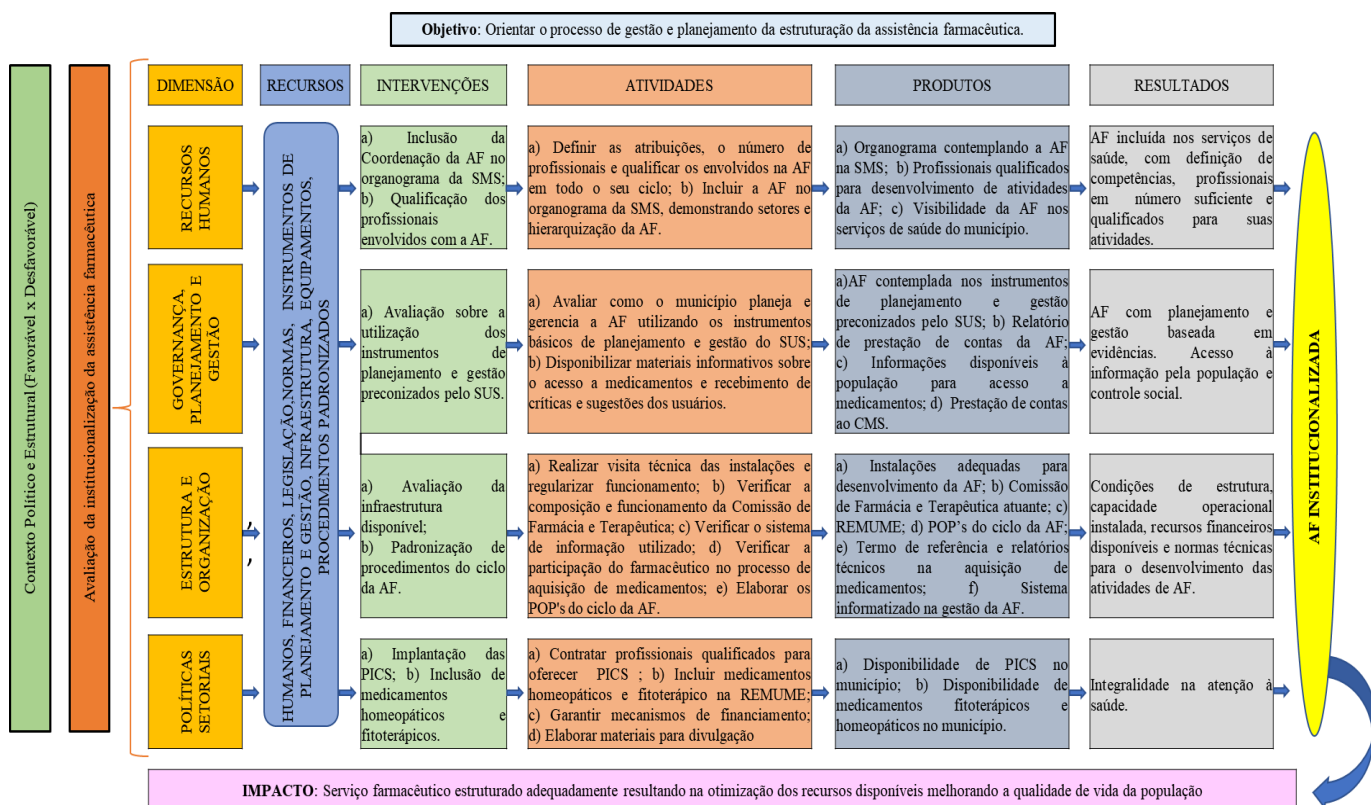 Objetivo: Orientar o processo de gestão e planejamento da estruturação da assistência farmacêutica.
Contexto Político e Estrutural(Favorável x Desfavorável)
Avaliação da institucionalização da assistência farmacêutica
DIMENSÃO
RECURSOS
INTERVENÇÕES
ATIVIDADES
PRODUTOS
RESULTADOS
HUMANOS, FINANCEIROS, LEGISLAÇÃO,NORMAS, INSTRUMENTOS DE
PLANEJAMENTO E GESTÃO, INFRAESTRUTURA, EQUIPAMENTOS,
PROCEDIMENTOS PADRONIZADOS
RECURSOS
HUMANOS
a) Inclusão da
Coordenação da AF no
organograma da SMS;
b) Qualificação dos
profissionais
envolvidos com a AF.
a) Definir as atribuições, o número de
profissionais e qualificar os envolvidos na AF
em todo o seu ciclo; b) Incluir a AF no
organograma da SMS, demonstrando setores e
hierarquização da AF.
a) Organograma contemplando a AF
na SMS; b) Profissionais qualificados
para desenvolvimento de atividades
da AF; c) Visibilidade da AF nos
serviços de saúde do município.
AF incluída nos serviços de
saúde, com definição de
competências, profissionais
em número suficiente e
qualificados para suas
atividades.
GOVERNANÇA,
PLANEJAMENTO E
GESTÃO
a) Avaliação sobre a
utilização dos
instrumentos de
planejamento e gestão
preconizados pelo SUS.
a) Avaliar como o município planeja e
gerencia a AF utilizando os instrumentos
básicos de planejamento e gestão do SUS;
b) Disponibilizar materiais informativos sobre
o acesso a medicamentos e recebimento de
críticas e sugestões dos usuários.
a)AF contemplada nos instrumentos
de planejamento e gestão
preconizados pelo SUS; b) Relatório
de prestação de contas da AF;
c) Informações disponíveis à
população para acesso a
medicamentos; d) Prestação de contas
ao CMS.
AF com planejamento e
gestão baseada em
evidências. Acesso à
informação pela população e
controle social.
ESTRUTURA E
ORGANIZAÇÃO
, ,
a) Avaliação da
infraestrutura
disponível;
b) Padronização de
procedimentos do ciclo
da AF.
a) Realizar visita técnica das instalações e
regularizar funcionamento; b) Verificar a
composição e funcionamento da Comissão de
Farmácia e Terapêutica; c) Verificar o sistema
de informação utilizado; d) Verificar a
participação do farmacêutico no processo de
aquisição de medicamentos; e) Elaborar os
POP's do ciclo da AF.
a) Instalações adequadas para
desenvolvimento da AF; b) Comissão
de Farmácia e Terapêutica atuante; c)
REMUME; d) POP’s do ciclo da AF;
e) Termo de referência e relatórios
técnicos na aquisição de
medicamentos; f) Sistema
informatizado na gestão da AF.
Condições de estrutura,
capacidade operacional
instalada, recursos financeiros
disponíveis e normas técnicas
para o desenvolvimento das
atividades de AF.
POLÍTICAS
SETORIAIS
a) Implantação das
PICS; b) Inclusão de
medicamentos
homeopáticos e
fitoterápicos.
a) Contratar profissionais qualificados para
oferecer PICS ; b) Incluir medicamentos
homeopáticos e fitoterápico na REMUME;
c) Garantir mecanismos de financiamento;
d) Elaborar materiais para divulgação
a) Disponibilidade de PICS no
município; b) Disponibilidade de
medicamentos fitoterápicos e
homeopáticos no município.
Integralidade na atenção à
saúde.
AF INSTITUCIONALIZADA
IMPACTO: Serviço farmacêutico estruturado adequadamente resultando na otimização dos recursos disponíveis melhorando a qualidade de vida da população